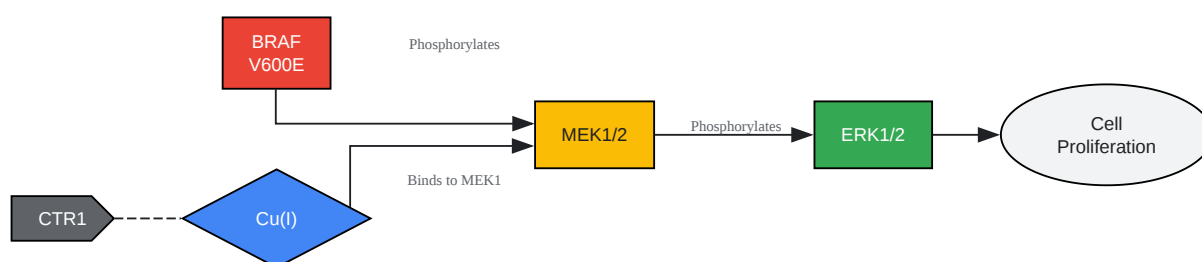 BRAF
V600E
Phosphorylates
MEK1/2
Phosphorylates
ERK1/2
Cell
Proliferation
Binds to MEK1
CTR1
Cu(I)